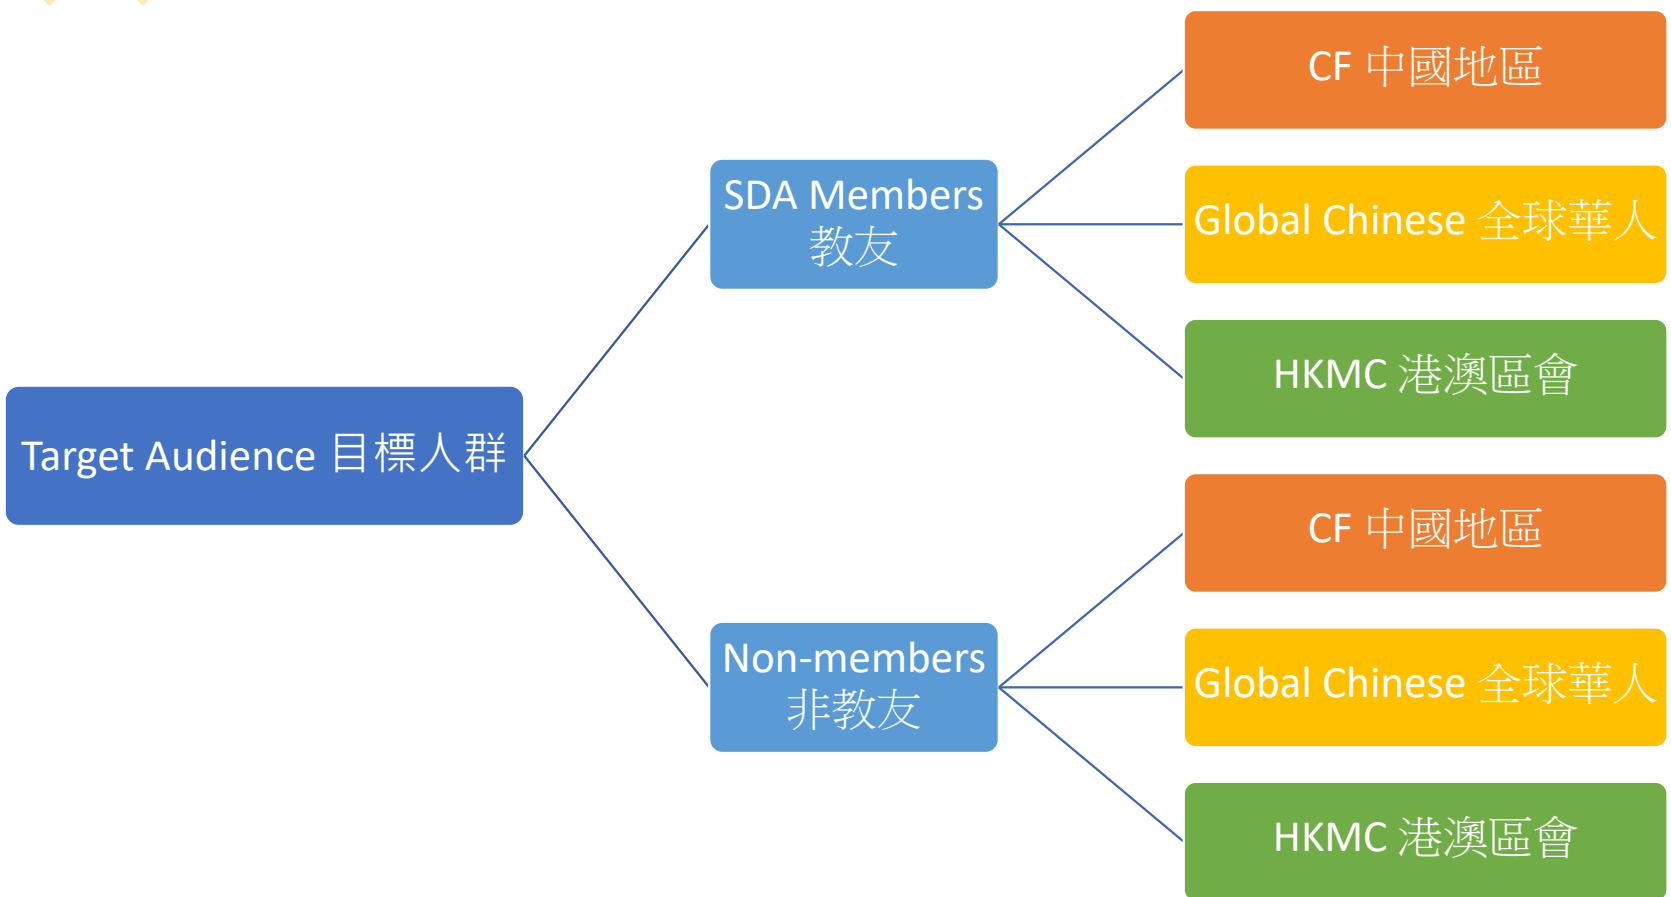 Target Audience 目標人群
SDA Members
教友
CF 中國地區
Global Chinese 全球華人
HKMC 港澳區會
Non-members
非教友
CF 中國地區
Global Chinese 全球華人
HKMC 港澳區會